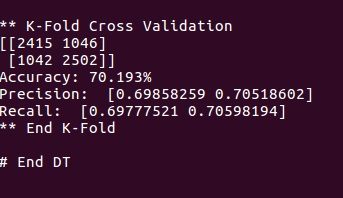 ** K-Fold Cross Validation
[[2415 1046]
 [1042 2502]]
Accuracy: 70.193%
Precision:  [0.69858259 0.70518602]
Recall:  [0.69777521 0.70598194]
** End K-Fold
# End DT